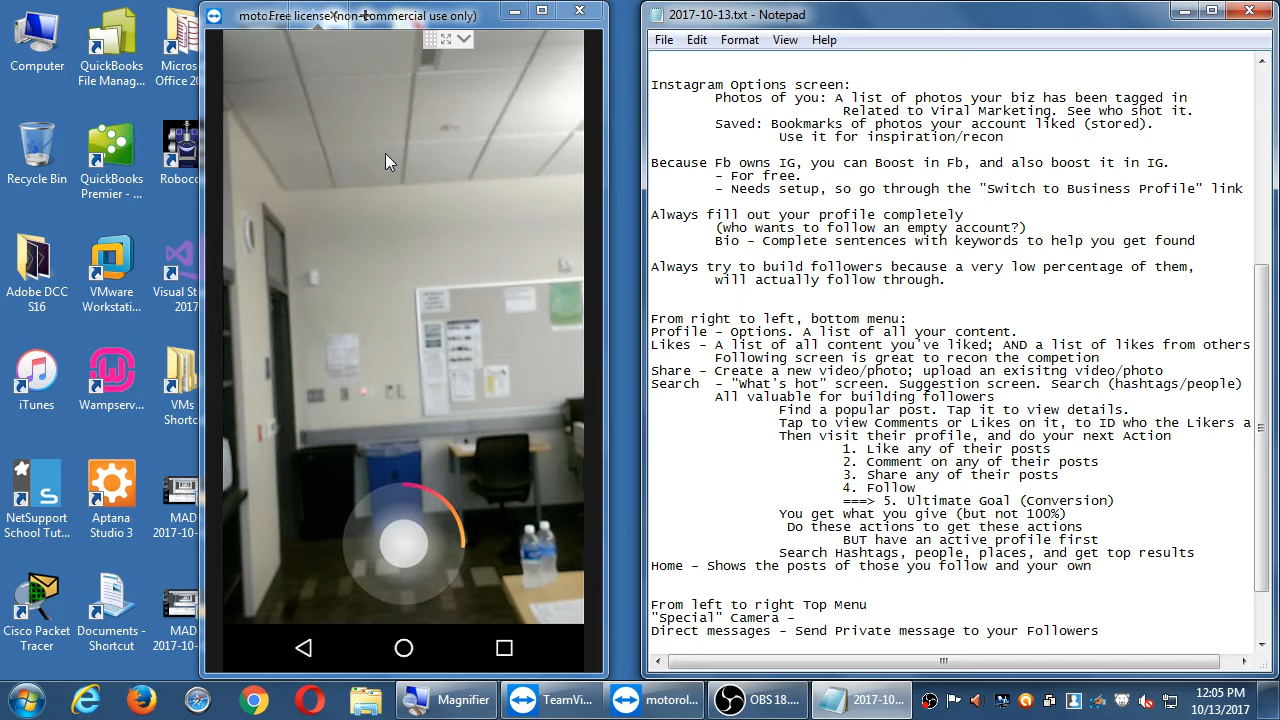 Computer
QuickBooks
File Manag...
Micros
Office 20
Recycle Bin
QuickBooks
Premier - ...
Roboco
Adobe DCC
S16
VMware
Workstati...
Visual St
2017
iTunes
Wampserv...
VMs
Shortc
NetSupport
School Tut...
Aptana
Studio 3
MAD
2017-10-
Cisco Packet
Tracer
Documents -
Shortcut
MAD
2017-10-
motoFree license (non-commercial use only)
2017-10-13.txt - Notepad
File Edit Format View Help
Instagram Options screen:
Photos of you: A list of photos your biz has been tagged in
Related to Viral Marketing. See who shot it.
Saved: Bookmarks of photos your account liked (stored).
Use it for inspiration/recon
Because Fb owns IG, you can Boost in Fb, and also boost it in IG.
- For free.
- Needs setup, so go through the "Switch to Business Profile" link
Always fill out your profile completely
(who wants to follow an empty account?)
Bio - Complete sentences with keywords to help you get found
Always try to build followers because a very low percentage of them,
will actually follow through.
From right to left, bottom menu:
Profile - Options. A list of all your content.
Likes - A list of all content you've liked; AND a list of likes from others
Following screen is great to recon the competion
Share - Create a new video/photo; upload an exisitng video/photo
Search - "What's hot" screen. Suggestion screen. Search (hashtags/people)
All valuable for building followers
Find a popular post. Tap it to view details.
Tap to view Comments or Likes on it, to ID who the Likers a
Then visit their profile, and do your next Action
1. Like any of their posts
2. Comment on any of their posts
3. Share any of their posts
4. Follow
===> 5. Ultimate Goal (Conversion)
You get what you give (but not 100%)
Do these actions to get these actions
BUT have an active profile first
Search Hashtags, people, places, and get top results
Home - Shows the posts of those you follow and your own
From left to right Top Menu
"Special" Camera -
Direct messages - Send Private message to your Followers
Magnifier
TeamVi...
motorol...
OBS 18....
2017-10...
12:05 PM
10/13/2017